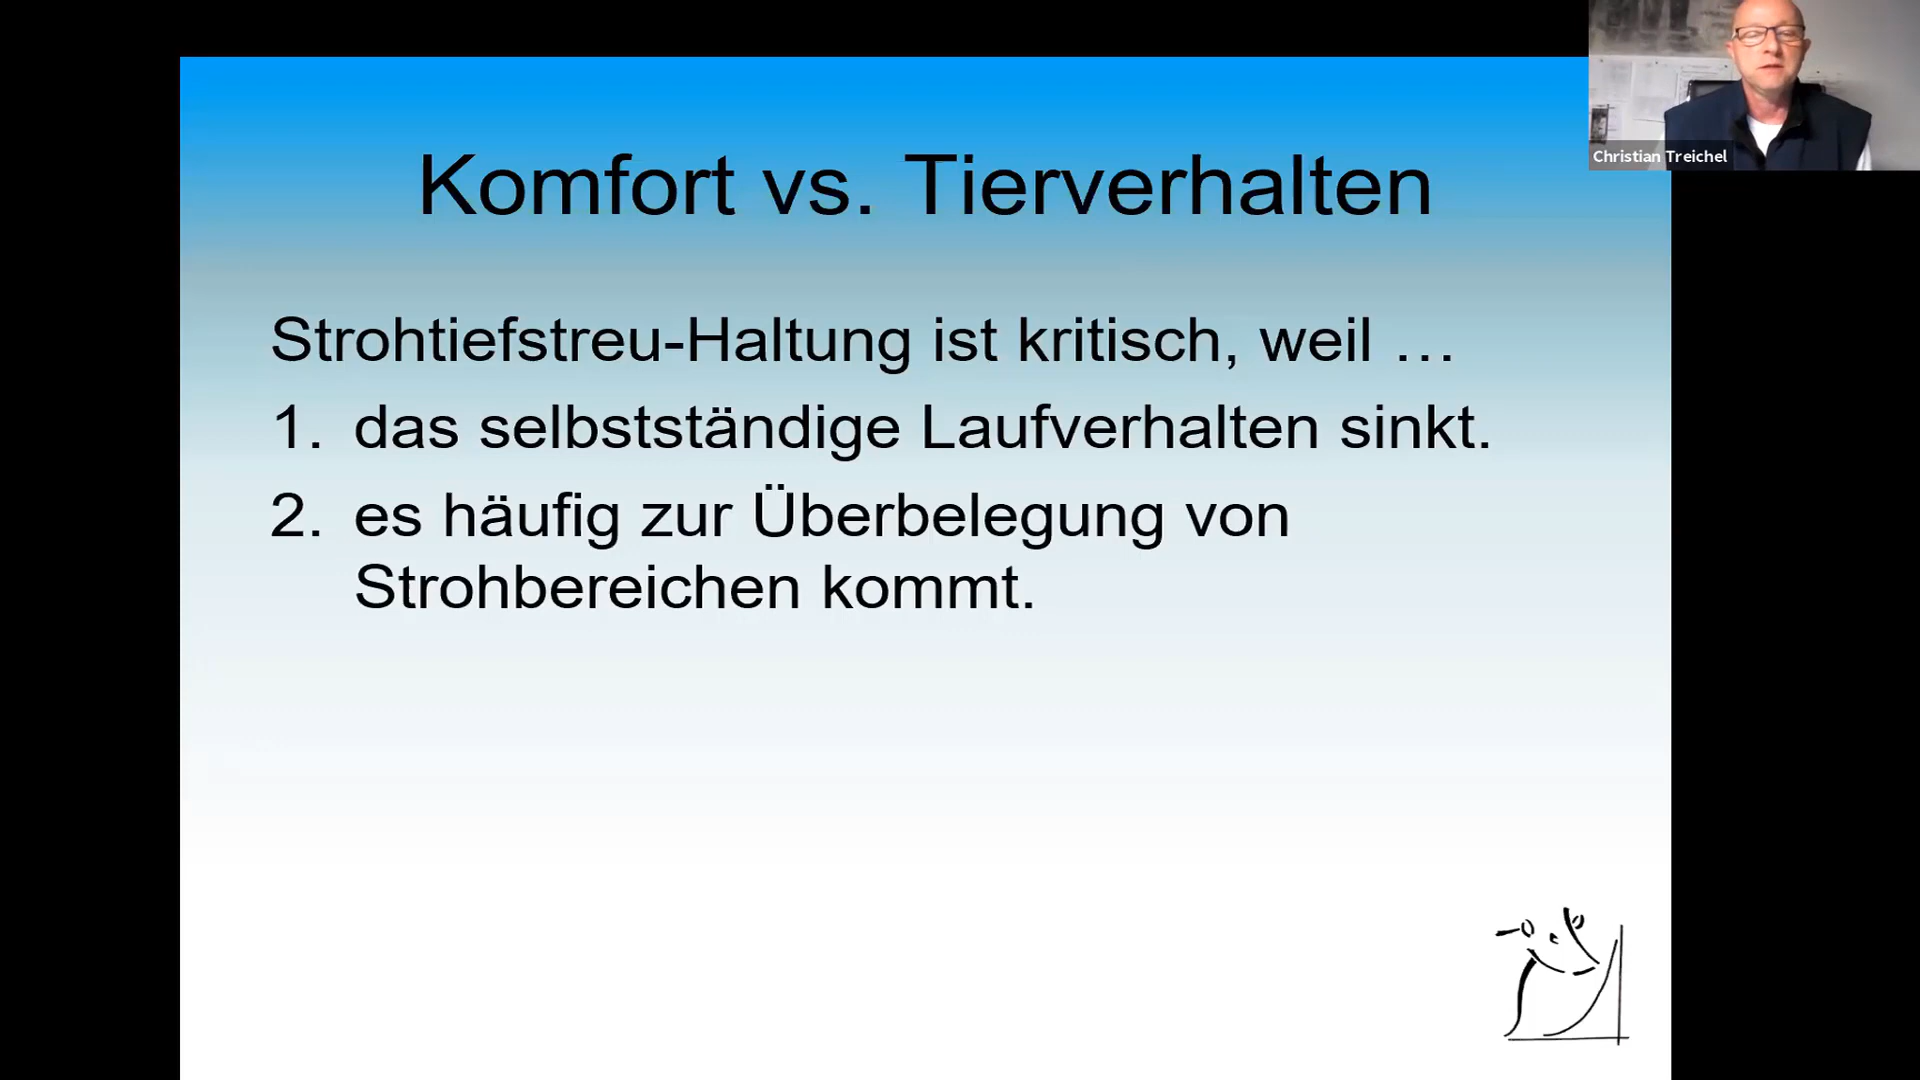 Christian Treichel
Komfort vs. Tierverhalten
Strohtiefstreu-Haltung ist kritisch, weil …
1. das selbstständige Laufverhalten sinkt.
2. es häufig zur Überbelegung von
Strohbereichen kommt.